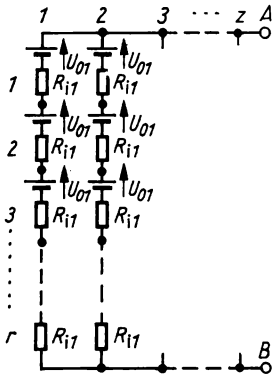 1 2 3 ··· z A
U01 U01
1 Ri1 Ri1
U01 U01
2 Ri1 Ri1
U01 U01
3 Ri1 Ri1
r Ri1 Ri1
B